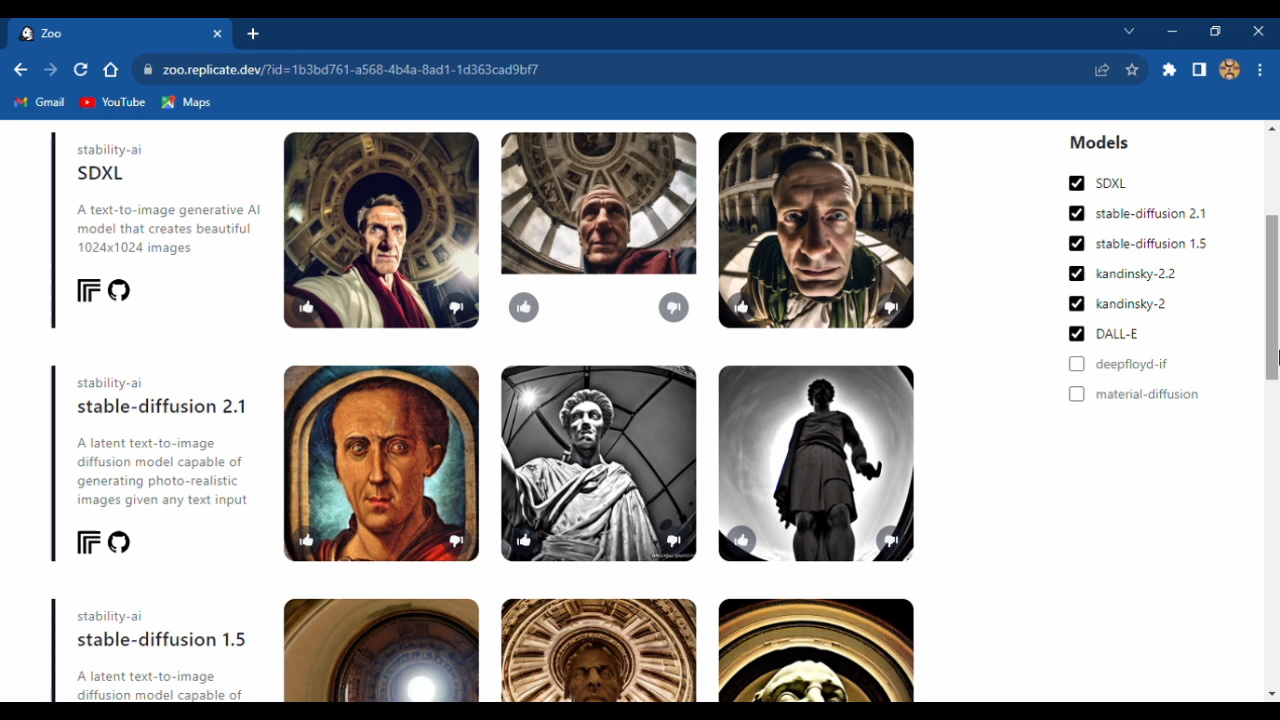 Zoo
zoo.replicate.dev/?id=1b3bd761-a568-4b4a-8ad1-1d363cad9bf7
Gmail
YouTube
Maps
stability-ai
SDXL
A text-to-image generative AI
model that creates beautiful
1024x1024 images
stability-ai
stable-diffusion 2.1
A latent text-to-image
diffusion model capable of
generating photo-realistic
images given any text input
stability-ai
stable-diffusion 1.5
A latent text-to-image
diffusion model capable of
Models
SDXL
stable-diffusion 2.1
stable-diffusion 1.5
kandinsky-2.2
kandinsky-2
DALL-E
deepfloyd-if
material-diffusion